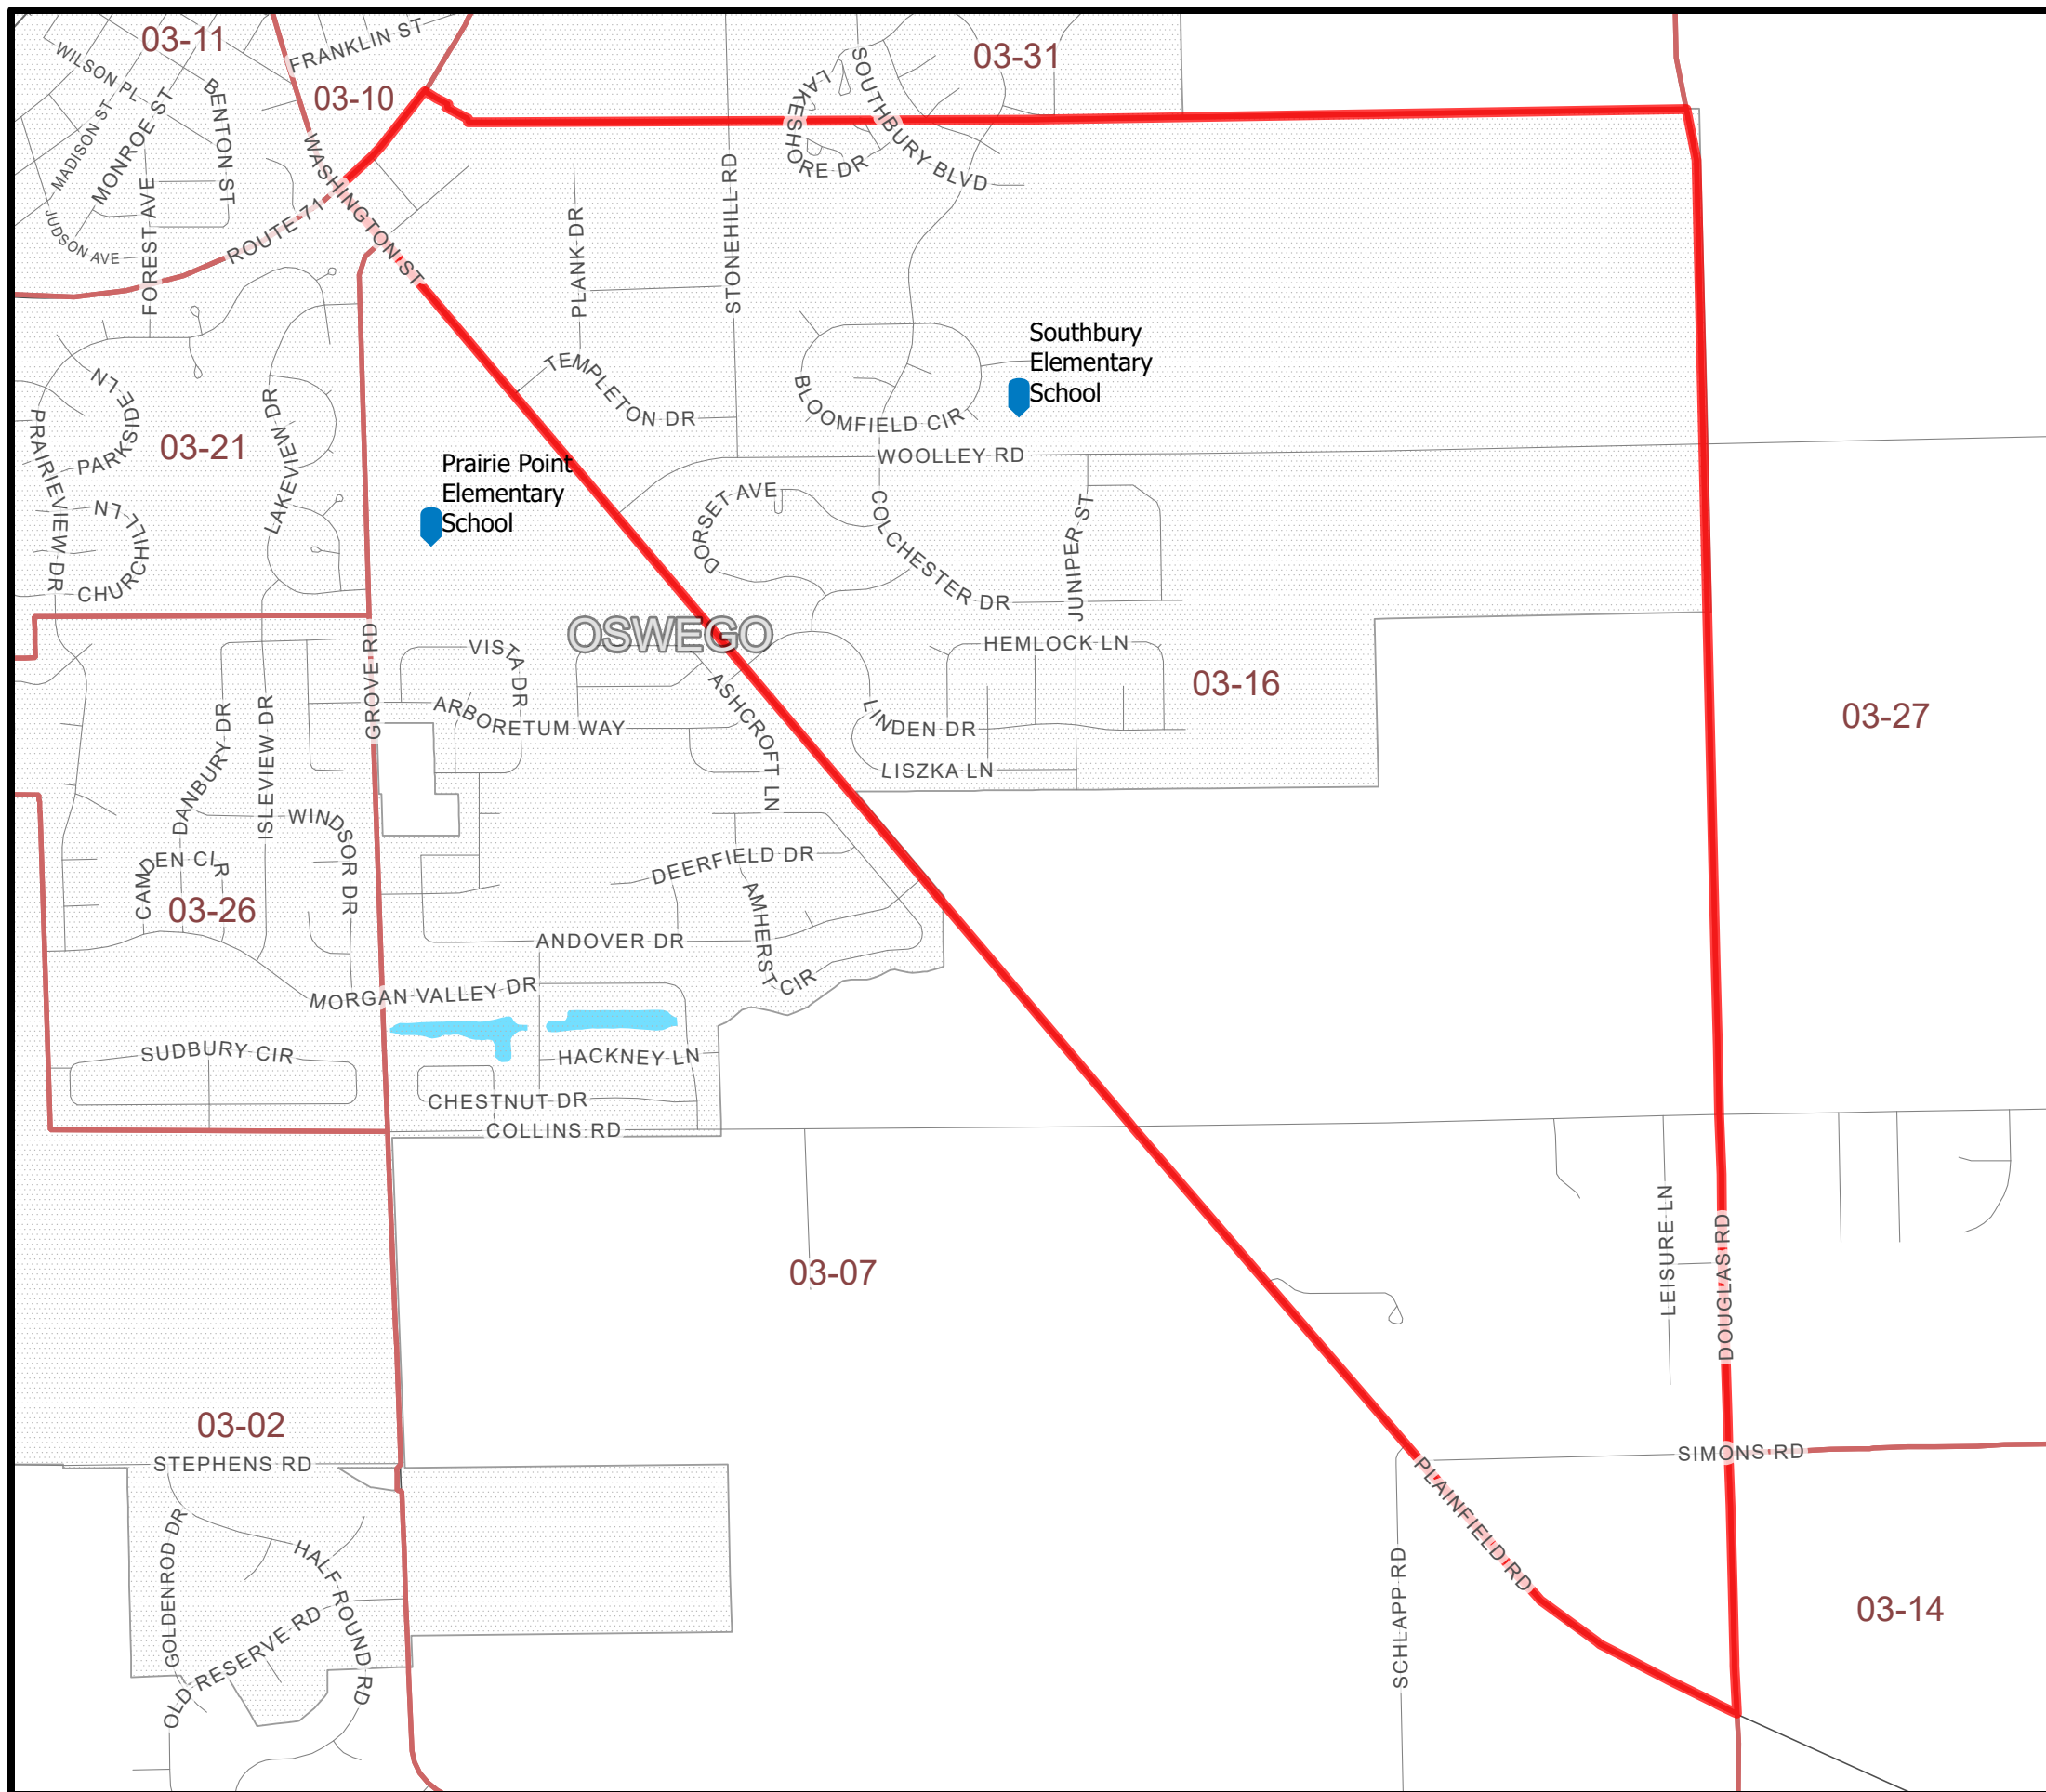 03-11
FRANKLIN ST
03-31
WILSON PL
BENTON ST
03-10
SOUTHBURY BLVD
LAKESHORE DR
MADISON ST
MONROE ST
WASHINGTON ST
FOREST AVE
JUDSON AVE
ROUTE 71
PLANK DR
STONEHILL RD
Southbury
Elementary
School
TEMPLETON DR
BLOOMFIELD CIR
PARKSIDE LN
PRAIRIEVIEW DR
LAKEVIEW DR
03-21
WOOLLEY RD
Prairie Point
Elementary
School
DORSET AVE
COLCHESTER DR
JUNIPER ST
CHURCHILL LN
OSWEGO
GROVE RD
VISTA DR
HEMLOCK LN
03-16
03-27
ARBORETUM WAY
ASHCROFT LN
LINDEN DR
LISZKA LN
DANBURY DR
ISLEVIEW DR
WINDSOR DR
CAMDEN CIR
DEERFIELD DR
AMHERST CIR
03-26
ANDOVER DR
MORGAN VALLEY DR
SUDBURY CIR
HACKNEY LN
CHESTNUT DR
COLLINS RD
LEISURE LN
DOUGLAS RD
03-07
03-02
STEPHENS RD
SIMONS RD
PLAINFIELD RD
GOLDENROD DR
HALF ROUND RD
SCHLAPP RD
03-14
OLD RESERVE RD